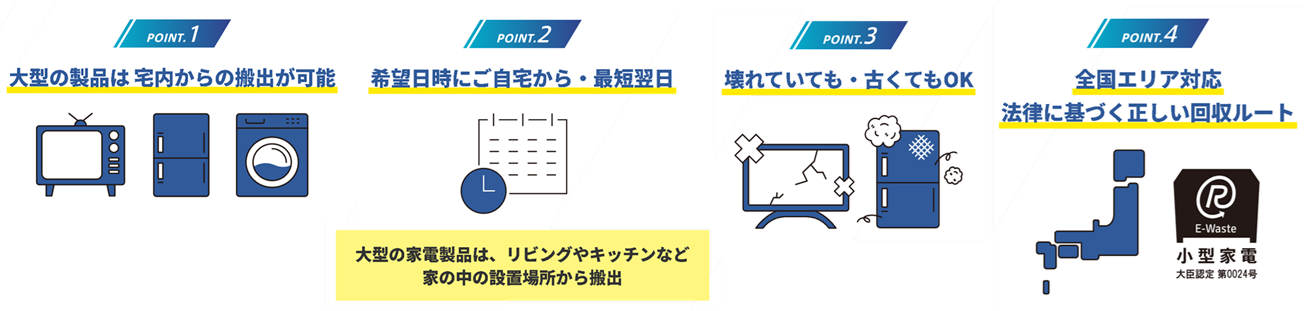 POINT.1
大型の製品は 宅内からの搬出が可能
POINT.2
希望日時にご自宅から・最短翌日
大型の家電製品は、リビングやキッチンなど
家の中の設置場所から搬出
POINT.3
壊れていても・古くてもOK
POINT.4
全国エリア対応
法律に基づく正しい回収ルート
R
E-Waste
小型家電
大臣認定 第0024号